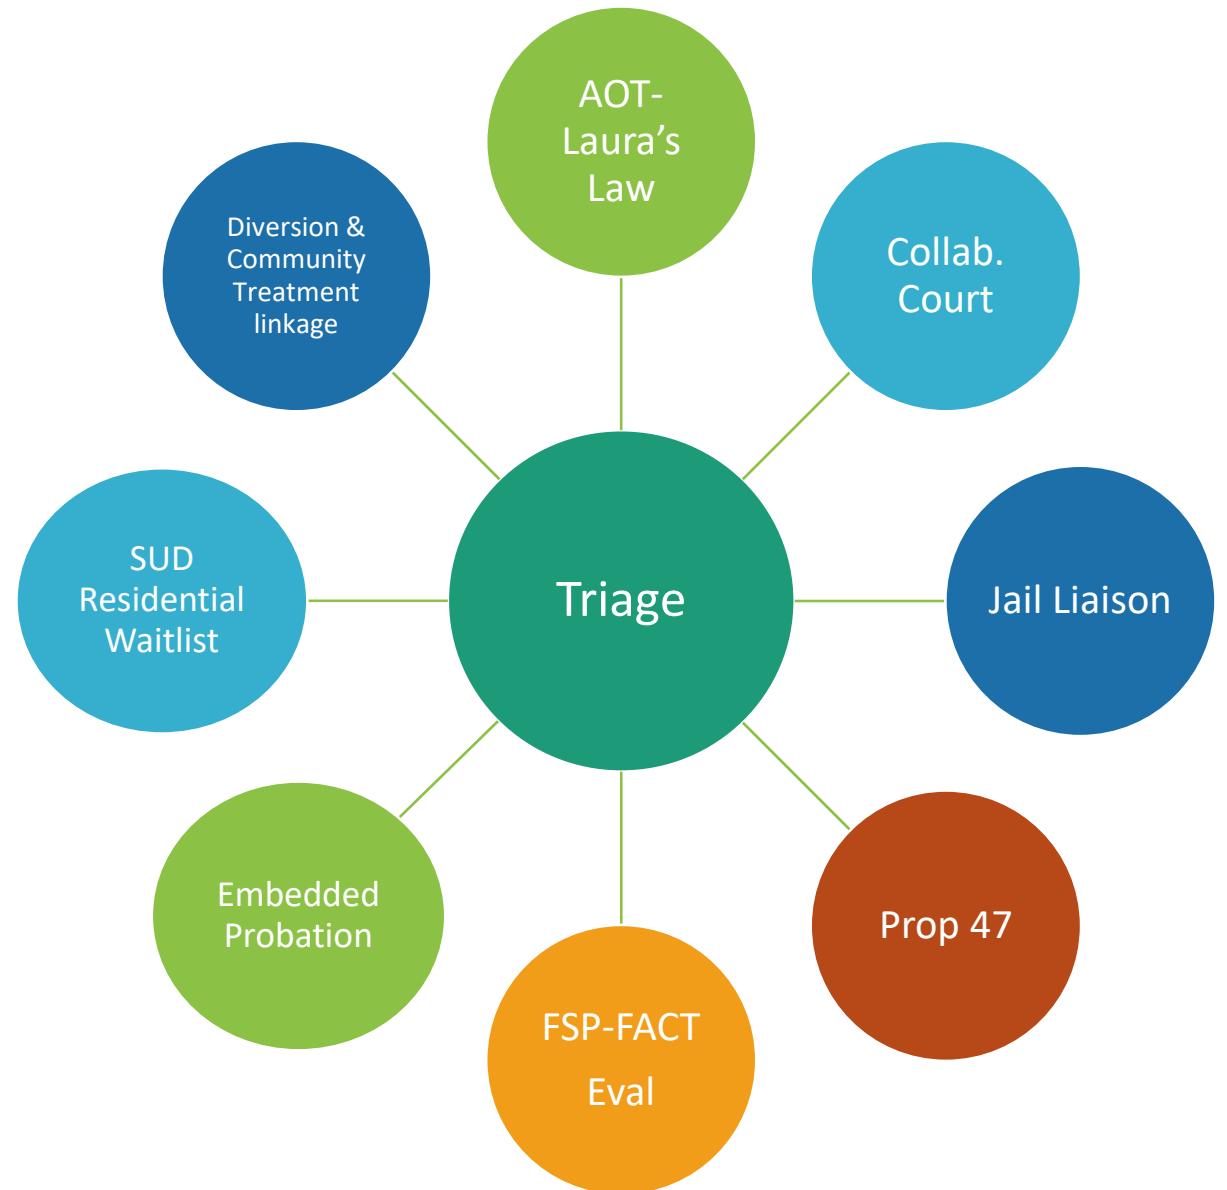 AOT-
Laura’s
Law
Collab.
Court
Jail Liaison
Prop 47
FSP-FACT
Eval
Embedded
Probation
SUD
Residential
Waitlist
Diversion &
Community
Treatment
linkage
Triage